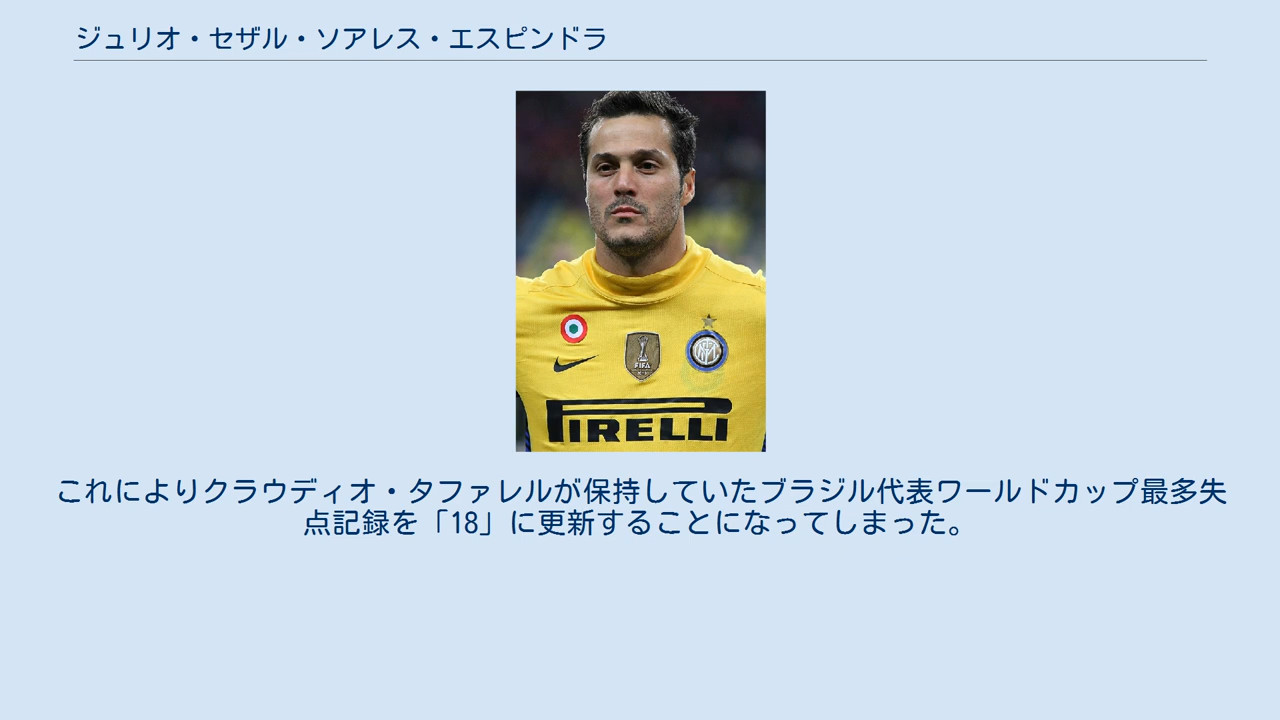 ジュリオ・セザル・ソアレス・エスピンドラ
FIFA
PIRELLI
これによりクラウディオ・タファレルが保持していたブラジル代表ワールドカップ最多失
点記録を「18」に更新することになってしまった。